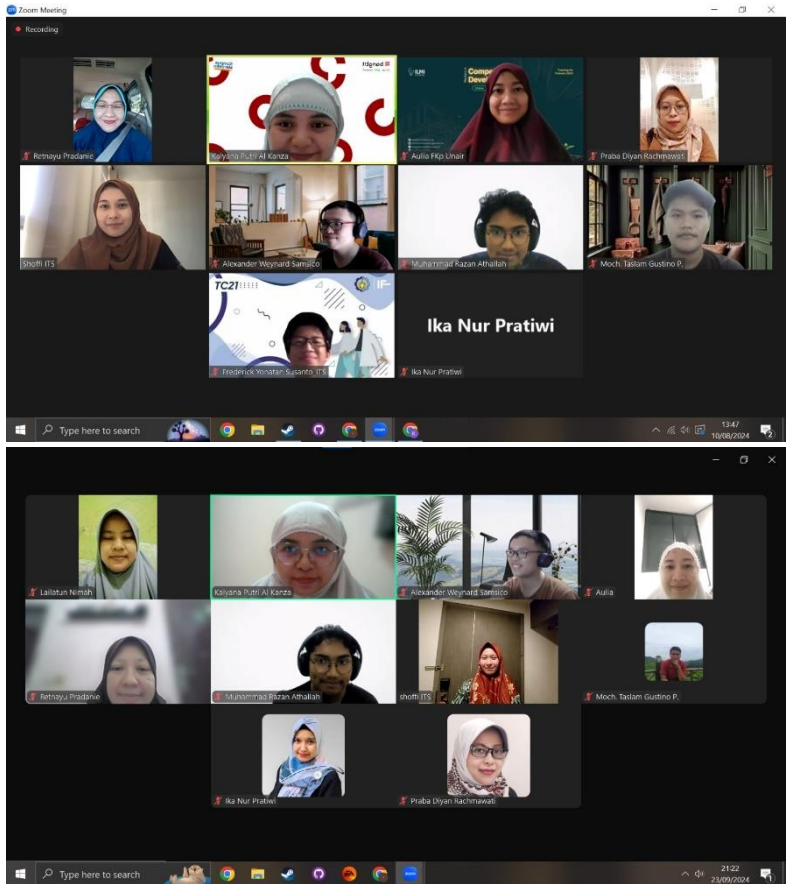 Zoom Meeting
Recording
Retnayu Pradanie
Kalyana Putri Al Kanza
Aulia FKp Unair
Praba Diyan Rachmawati
Shoffi ITS
Alexander Weynard Samsico
Muhammad Razan Athallah
Moch. Taslam Gustino P.
TC21
IF
Frederick Yonatan Susanto_ITS
Ika Nur Pratiwi
Ika Nur Pratiwi
Type here to search
13:47
10/08/2024
Lailatun Nimah
Kalyana Putri Al Kanza
Alexander Weynard Samsico
Aulia
Retnayu Pradanie
Muhammad Razan Athallah
shoffi ITS
Moch. Taslam Gustino P.
Ika Nur Pratiwi
Praba Diyan Rachmawati
Type here to search
21:22
23/09/2024